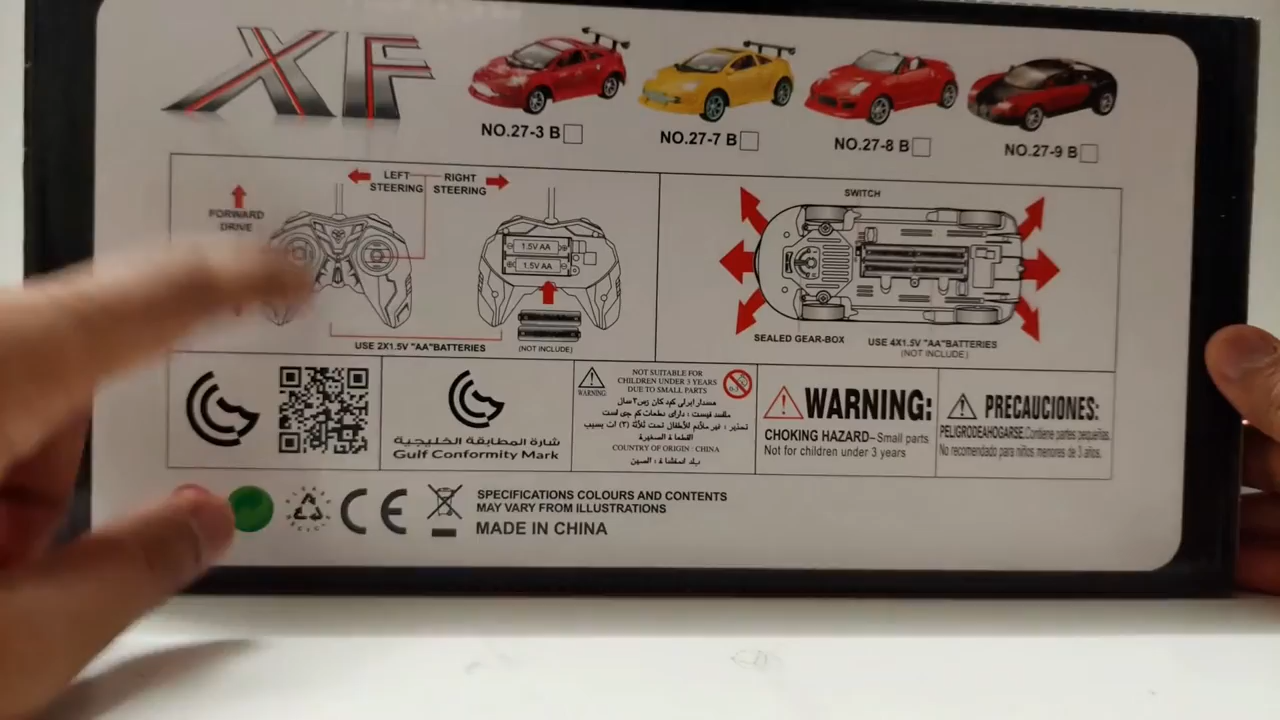 XF
NO.27-3 B
NO.27-7 B
NO.27-8 B
NO.27-9 B
LEFT STEERING
RIGHT STEERING
FORWARD
DRIVE
1.5V AA
1.5V AA
USE 2X1.5V "AA"BATTERIES
(NOT INCLUDE)
SWITCH
SEALED GEAR-BOX
USE 4X1.5V "AA"BATTERIES
(NOT INCLUDE)
شارة المطابقة الخليجية
Gulf Conformity Mark
WARNING
NOT SUITABLE FOR
CHILDREN UNDER 3 YEARS
DUE TO SMALL PARTS
0-3
COUNTRY OF ORIGIN : CHINA
WARNING:
CHOKING HAZARD–Small parts
Not for children under 3 years
PRECAUCIONES:
PELIGRODEAHOGARSE:Contiene partes pequeñas.
No recomendado para niños menores de 3 años.
CE
SPECIFICATIONS COLOURS AND CONTENTS
MAY VARY FROM ILLUSTRATIONS
MADE IN CHINA